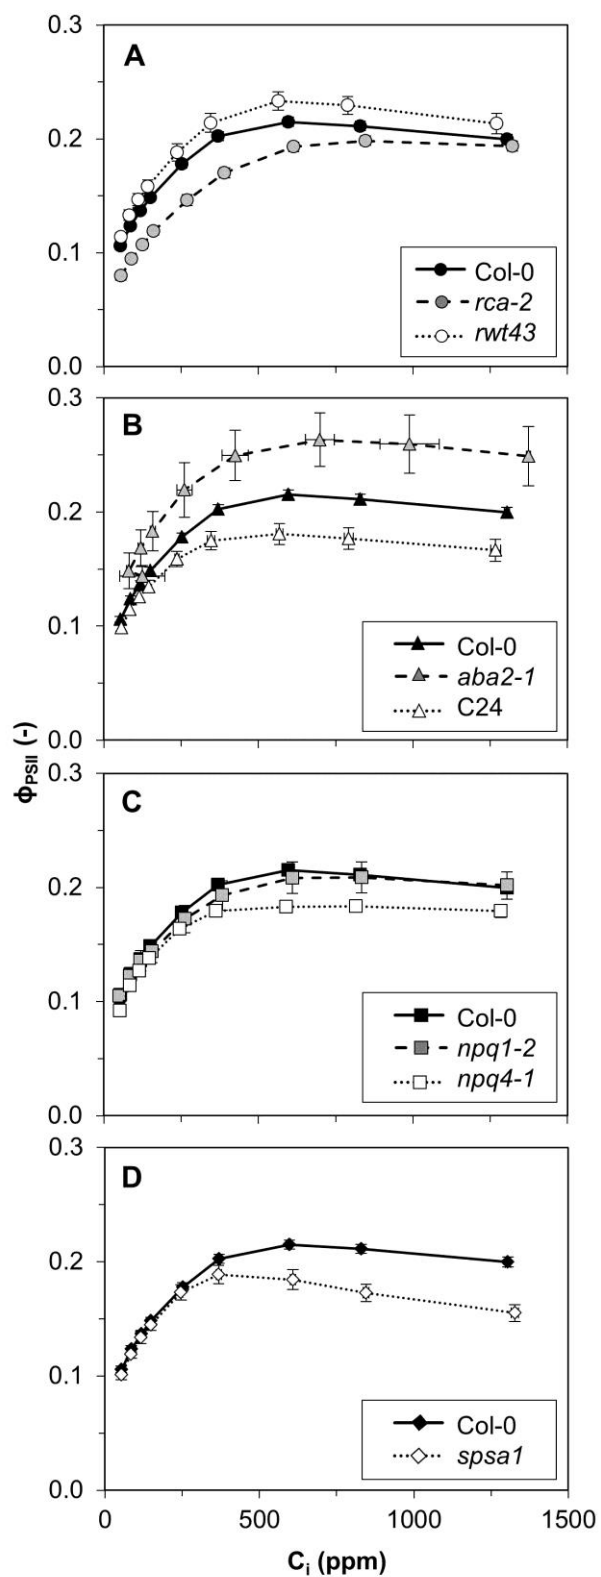 0.3
A
0.2
0.1
Col-0
rca-2
rwt43
0.0
0.3
B
0.2
0.1
Col-0
aba2-1
C24
0.0
ϕPSII (-)
0.3
C
0.2
0.1
Col-0
npq1-2
npq4-1
0.0
0.3
D
0.2
0.1
Col-0
spsa1
0.0
0 500 1000 1500
Ci (ppm)